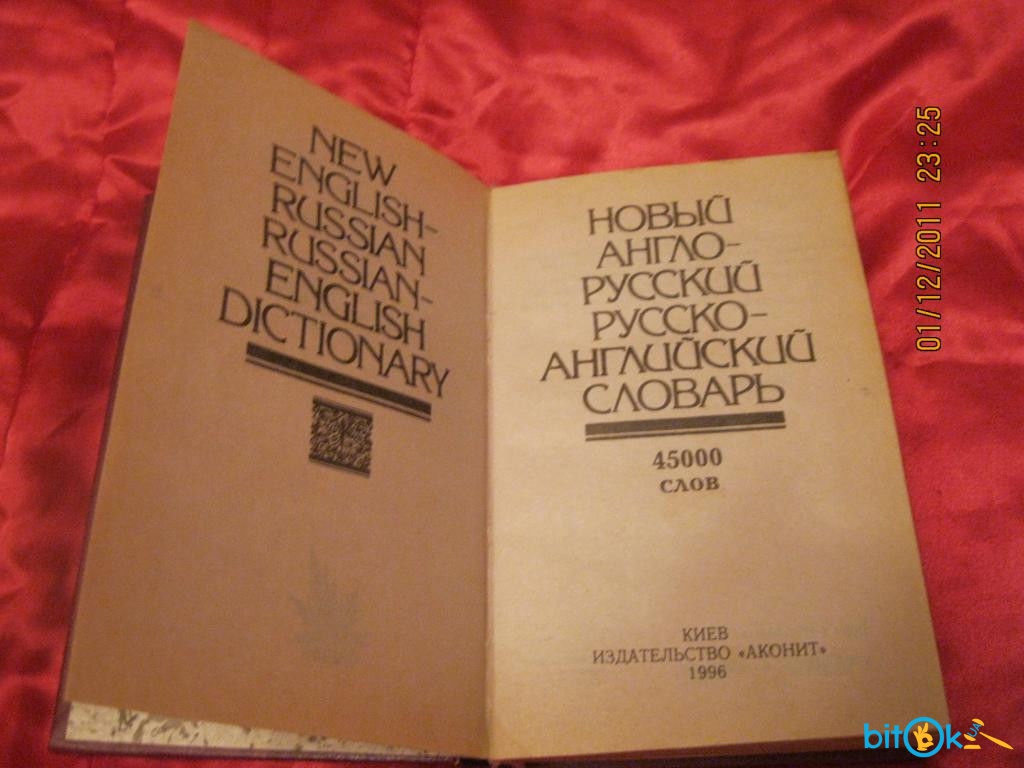 NEW
ENGLISH-
RUSSIAN
RUSSIAN-
ENGLISH
DICTIONARY
НОВЫЙ
АНГЛО-
РУССКИЙ
РУССКО-
АНГЛИЙСКИЙ
СЛОВАРЬ
45000
слов
КИЕВ
ИЗДАТЕЛЬСТВО «АКОНИТ»
1996
01/12/2011 23:25
bitOk
UA